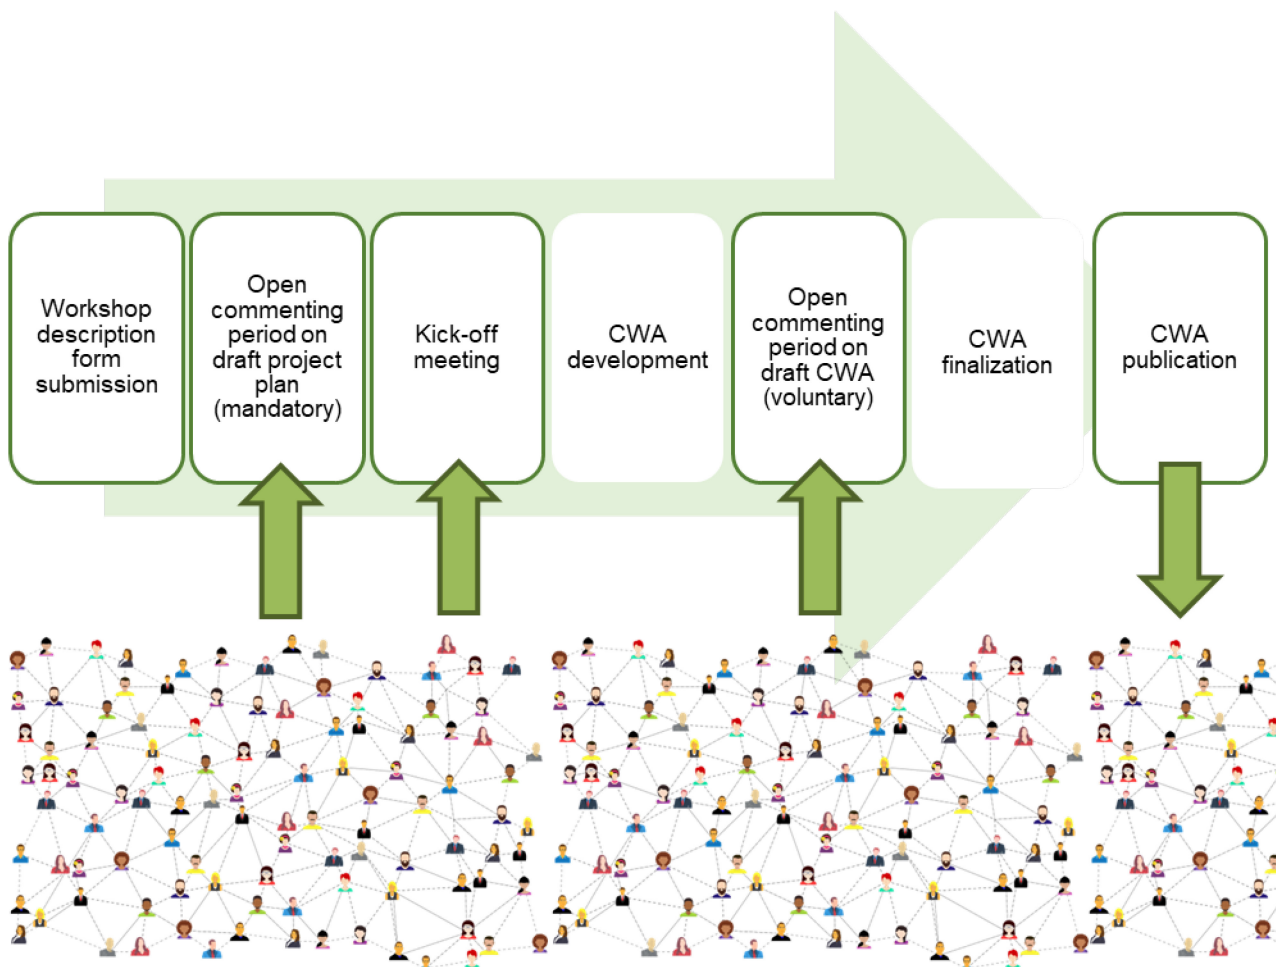 Workshop
description
form
submission
Open
commenting
period on
draft project
plan
(mandatory)
Kick-off
meeting
CWA
development
Open
commenting
period on
draft CWA
(voluntary)
CWA
finalization
CWA
publication